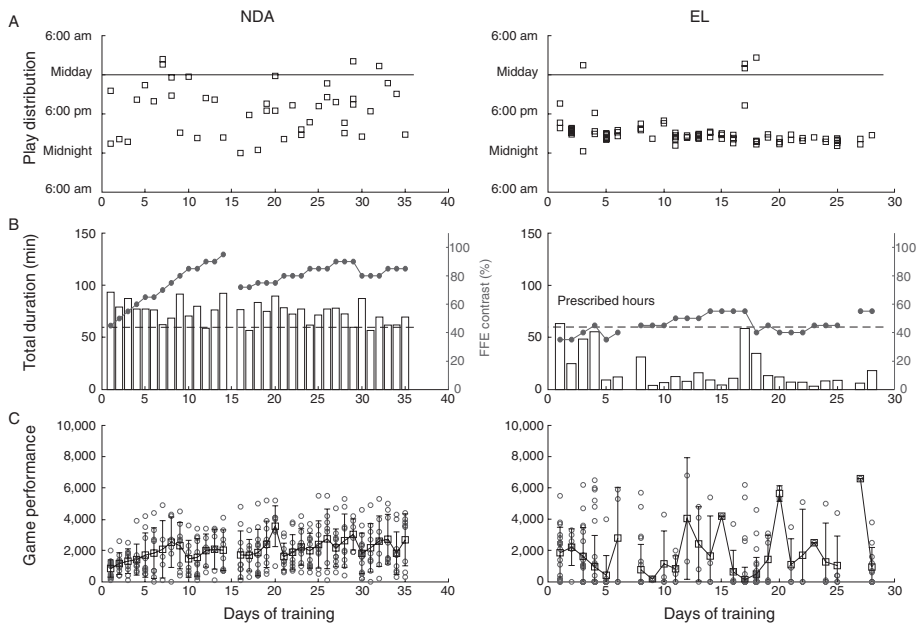 NDA
EL
A
6:00 am
Midday
6:00 pm
Midnight
6:00 am
Play distribution
0 5 10 15 20 25 30 35 40
6:00 am
Midday
6:00 pm
Midnight
6:00 am
0 5 10 15 20 25 30
B
150
100
50
0
Total duration (min)
100
80
60
40
20
0
FFE contrast (%)
0 5 10 15 20 25 30 35 40
150
100
50
0
Prescribed hours
100
80
60
40
20
0
0 5 10 15 20 25 30
C
10,000
8,000
6,000
4,000
2,000
0
Game performance
0 5 10 15 20 25 30 35 40
Days of training
10,000
8,000
6,000
4,000
2,000
0
0 5 10 15 20 25 30
Days of training